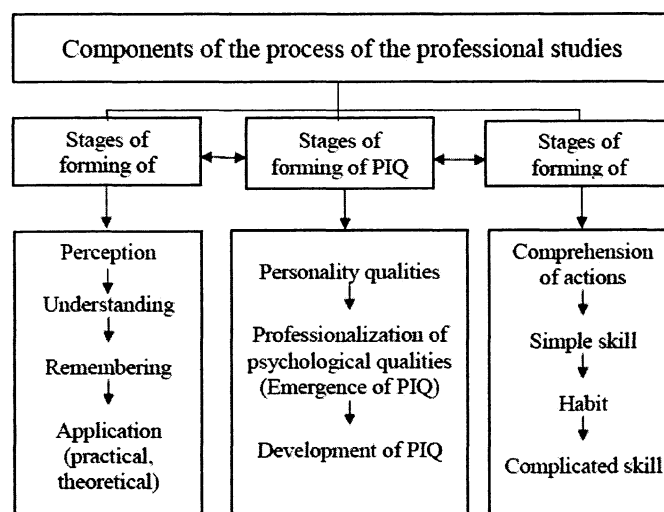 Components of the process of the professional studies
Stages of
forming of
Stages of
forming of PIQ
Stages of
forming of
Perception
Understanding
Remembering
Application
(practical,
theoretical)
Personality qualities
Professionalization of
psychological qualities
(Emergence of PIQ)
Development of PIQ
Comprehension
of actions
Simple skill
Habit
Complicated skill